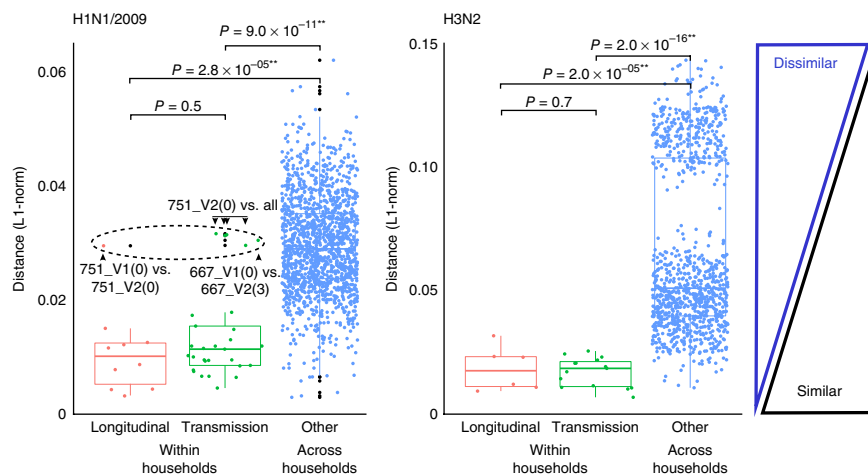 H1N1/2009
P = 9.0 × 10⁻¹¹**
P = 2.8 × 10⁻⁰⁵**
P = 0.5
0.06
0.04
0.02
0
Distance (L1-norm)
751_V2(0) vs. all
751_V1(0) vs.
751_V2(0)
667_V1(0) vs.
667_V2(3)
Longitudinal Transmission Other
Within
households
Across
households
H3N2
P = 2.0 × 10⁻¹⁶**
P = 2.0 × 10⁻⁰⁵**
P = 0.7
0.15
0.10
0.05
0
Distance (L1-norm)
Longitudinal Transmission Other
Within
households
Across
households
Dissimilar
Similar